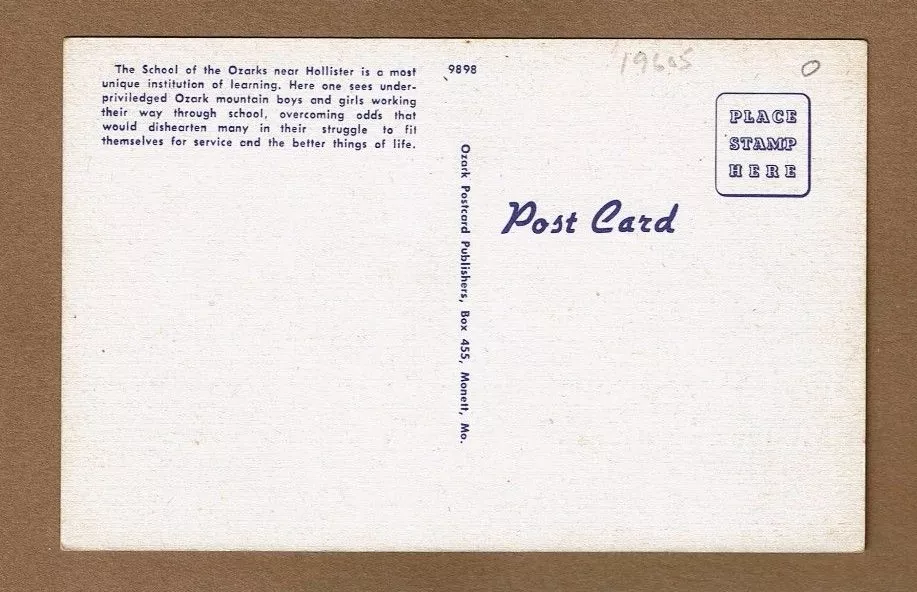 The School of the Ozarks near Hollister is a most
unique institution of learning. Here one sees under-
priviledged Ozark mountain boys and girls working
their way through school, overcoming odds that
would dishearten many in their struggle to fit
themselves for service and the better things of life.
9898
Ozark Postcard Publishers, Box 455, Monett, Mo.
1960s
O
PLACE
STAMP
HERE
Post Card